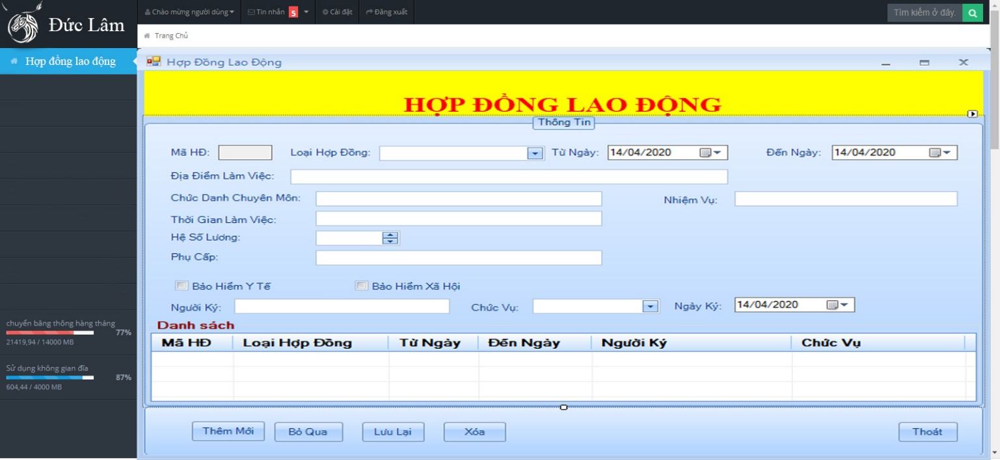 Đức Lâm
Chào mừng người dùng Tin nhắn 5 Cài đặt Đăng xuất Tìm kiếm ở đây.
Trang Chủ
Hợp đồng lao động
Hợp Đồng Lao Động
HỢP ĐỒNG LAO ĐỘNG
Thông Tin
Mã HĐ: Loại Hợp Đồng: Từ Ngày: 14/04/2020 Đến Ngày: 14/04/2020
Địa Điểm Làm Việc:
Chức Danh Chuyên Môn: Nhiệm Vụ:
Thời Gian Làm Việc:
Hệ Số Lương:
Phụ Cấp:
Bảo Hiểm Y Tế Bảo Hiểm Xã Hội
Người Ký: Chức Vụ: Ngày Ký: 14/04/2020
Danh sách
Mã HĐ Loại Hợp Đồng Từ Ngày Đến Ngày Người Ký Chức Vụ
chuyển băng thông hàng tháng
77%
21419,94 / 14000 MB
Sử dụng không gian đĩa
87%
604,44 / 4000 MB
Thêm Mới Bỏ Qua Lưu Lại Xóa Thoát